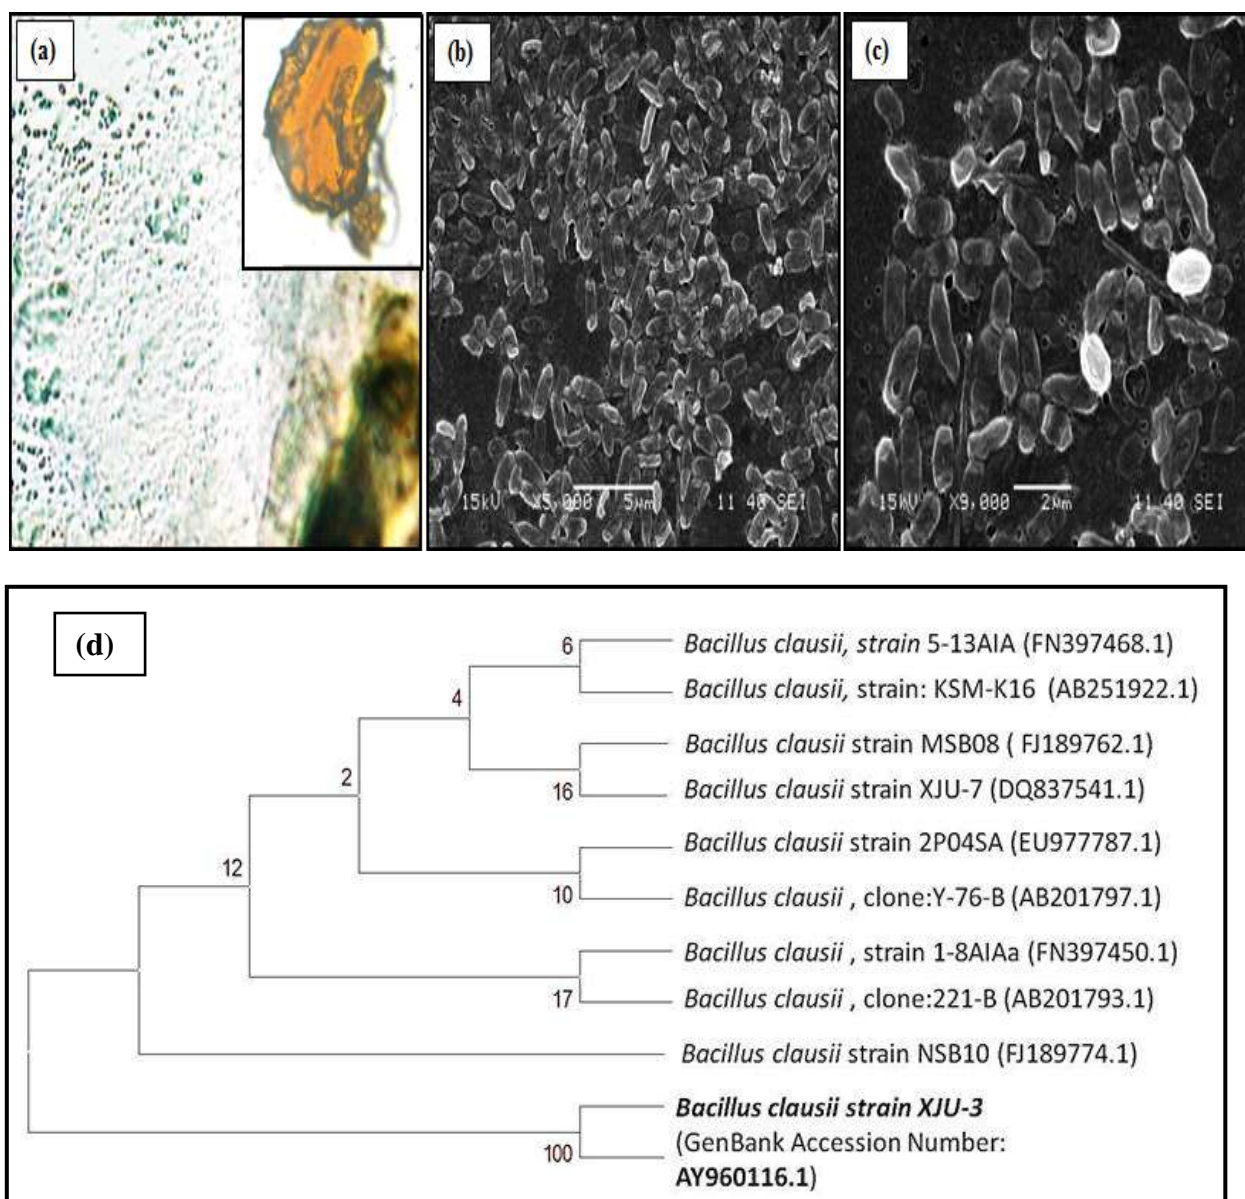 (a)
(b)
(c)
15kV X5,000 5µm 11 40 SEI
15kV X9,000 2µm 11.40 SEI
(d)
6
Bacillus clausii, strain 5-13AIA (FN397468.1)
Bacillus clausii, strain: KSM-K16 (AB251922.1)
4
Bacillus clausii strain MSB08 ( FJ189762.1)
2
Bacillus clausii strain XJU-7 (DQ837541.1)
16
Bacillus clausii strain 2P04SA (EU977787.1)
12
Bacillus clausii , clone:Y-76-B (AB201797.1)
10
Bacillus clausii , strain 1-8AIAa (FN397450.1)
Bacillus clausii , clone:221-B (AB201793.1)
17
Bacillus clausii strain NSB10 (FJ189774.1)
Bacillus clausii strain XJU-3
(GenBank Accession Number:
100
AY960116.1)